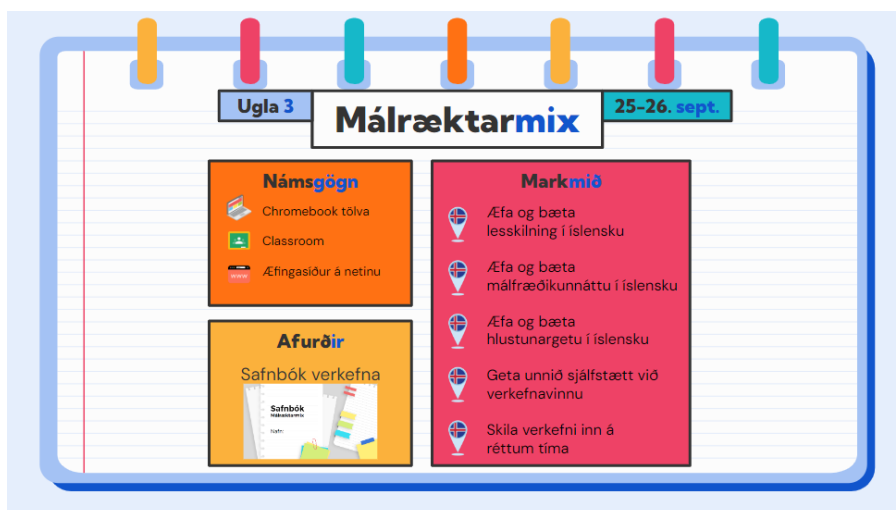 Ugla 3
Málræktarmix
25-26. sept.
Námsgögn
Chromebook tölva
Classroom
www
Æfingasíður á netinu
Afurðir
Safnbók verkefna
Safnbók
Málræktarmix
Nafn:
Markmið
Æfa og bæta
lesskilning í íslensku
Æfa og bæta
málfræðikunnáttu í íslensku
Æfa og bæta
hlustunargetu í íslensku
Geta unnið sjálfstætt við
verkefnavinnu
Skila verkefni inn á
réttum tíma